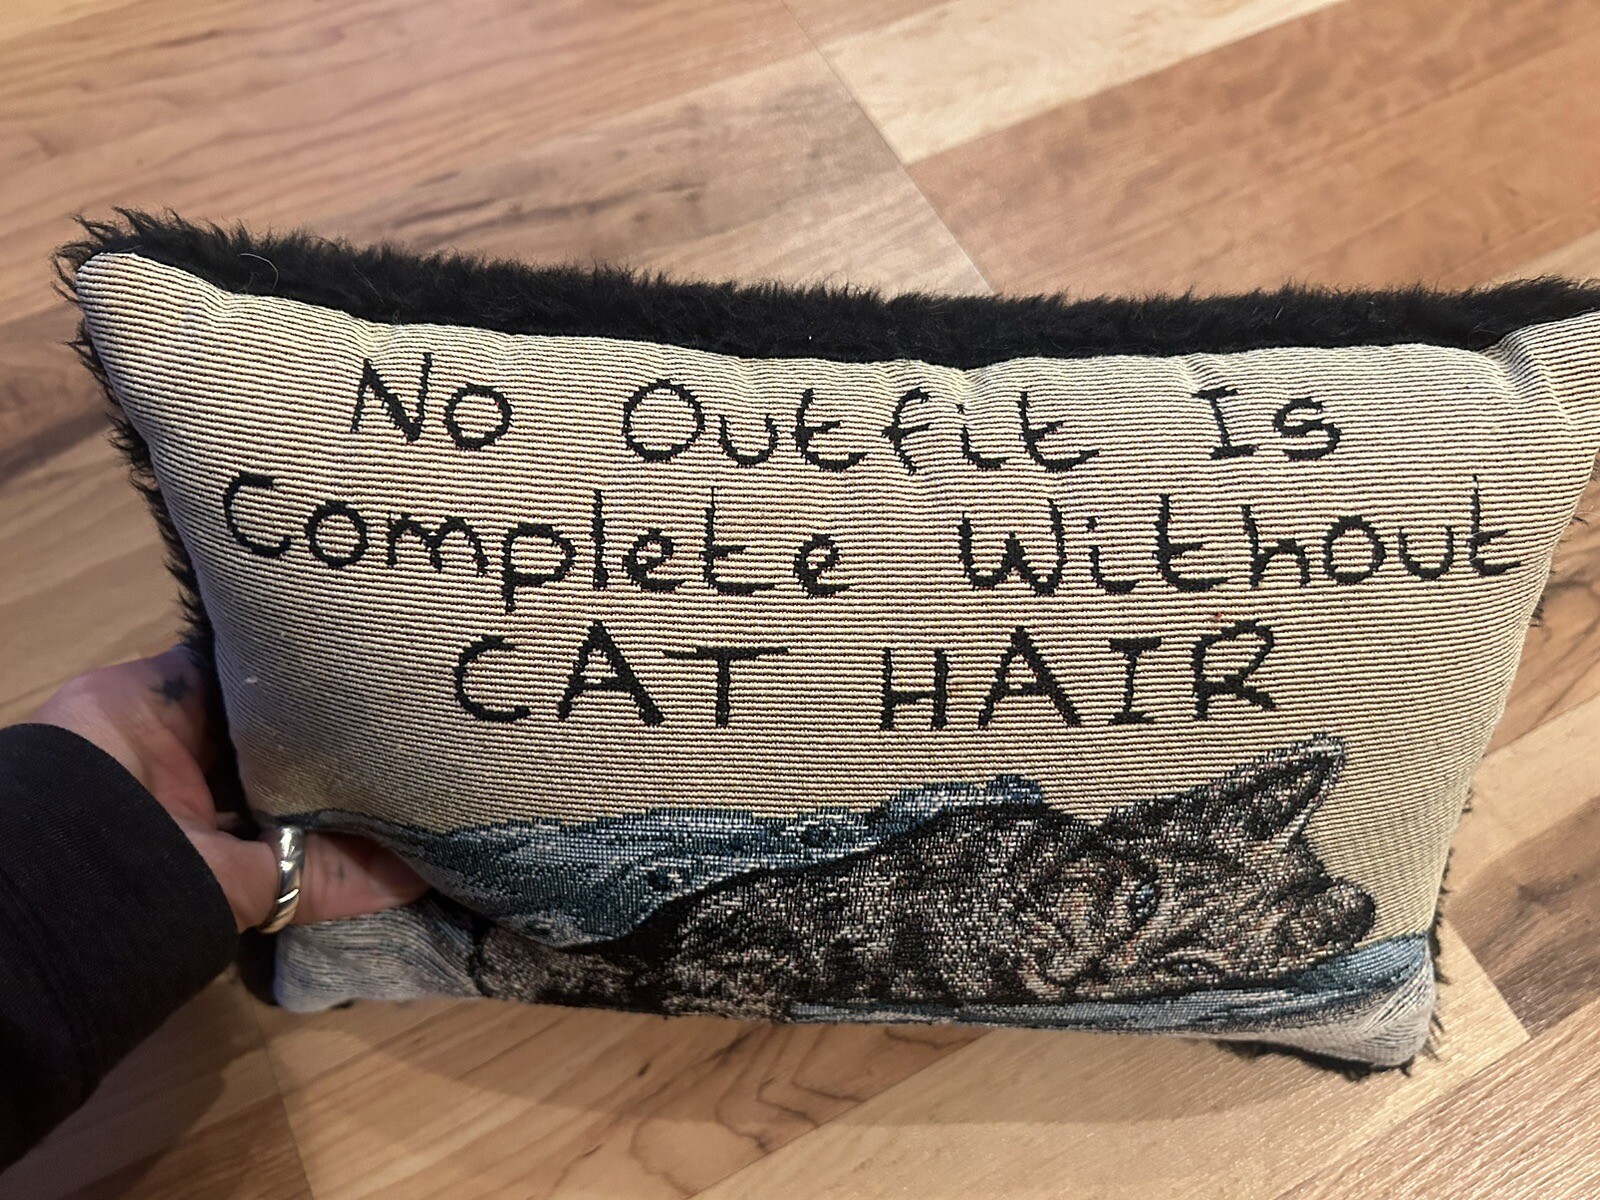 No Outfit Is
Complete Without
CAT HAIR